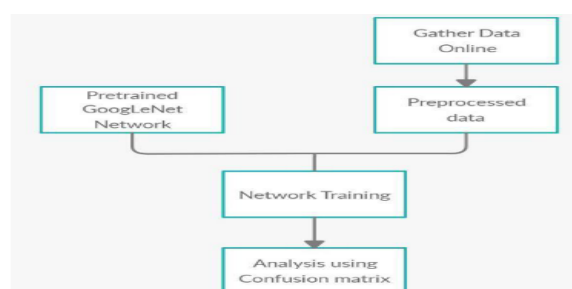 Gather Data
Online
Pretrained
GoogLeNet
Network
Preprocessed
data
Network Training
Analysis using
Confusion matrix